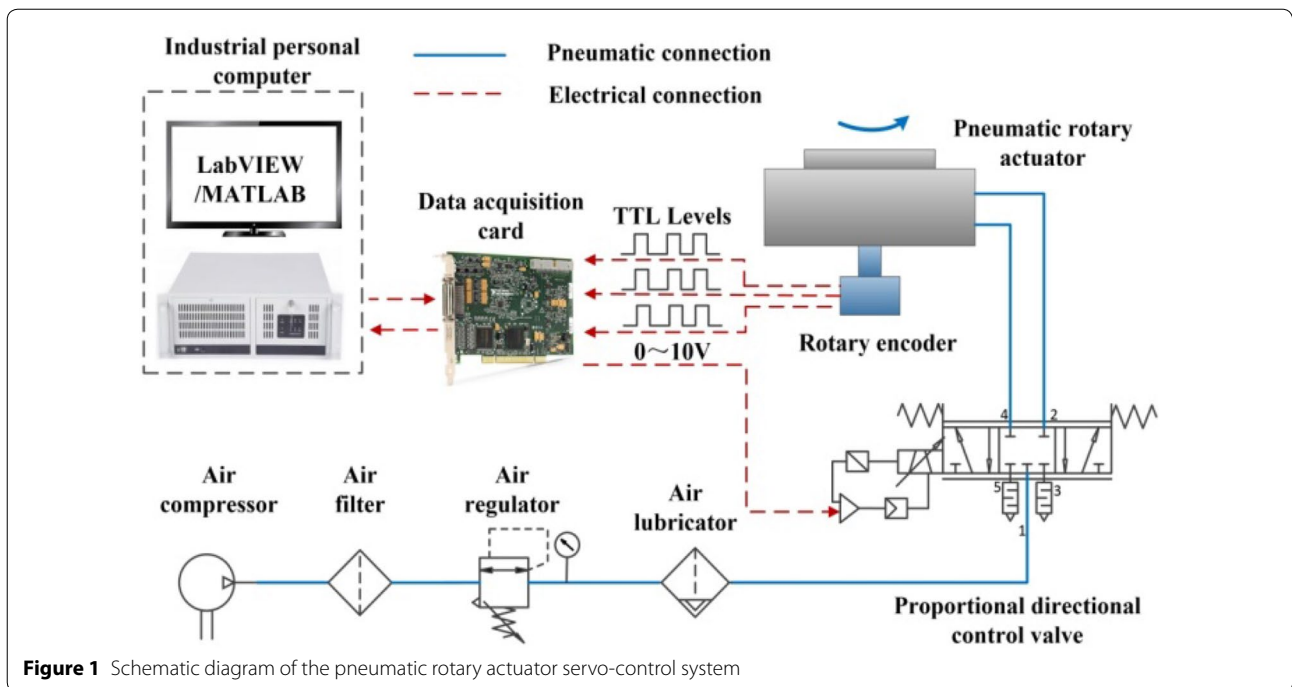 Industrial personal
computer
Pneumatic connection
Electrical connection
LabVIEW
/MATLAB
Data acquisition
card
TTL Levels
0～10V
Pneumatic rotary
actuator
Rotary encoder
4
2
5
3
1
Air
compressor
Air
filter
Air
regulator
Air
lubricator
Proportional directional
control valve
Figure 1 Schematic diagram of the pneumatic rotary actuator servo-control system